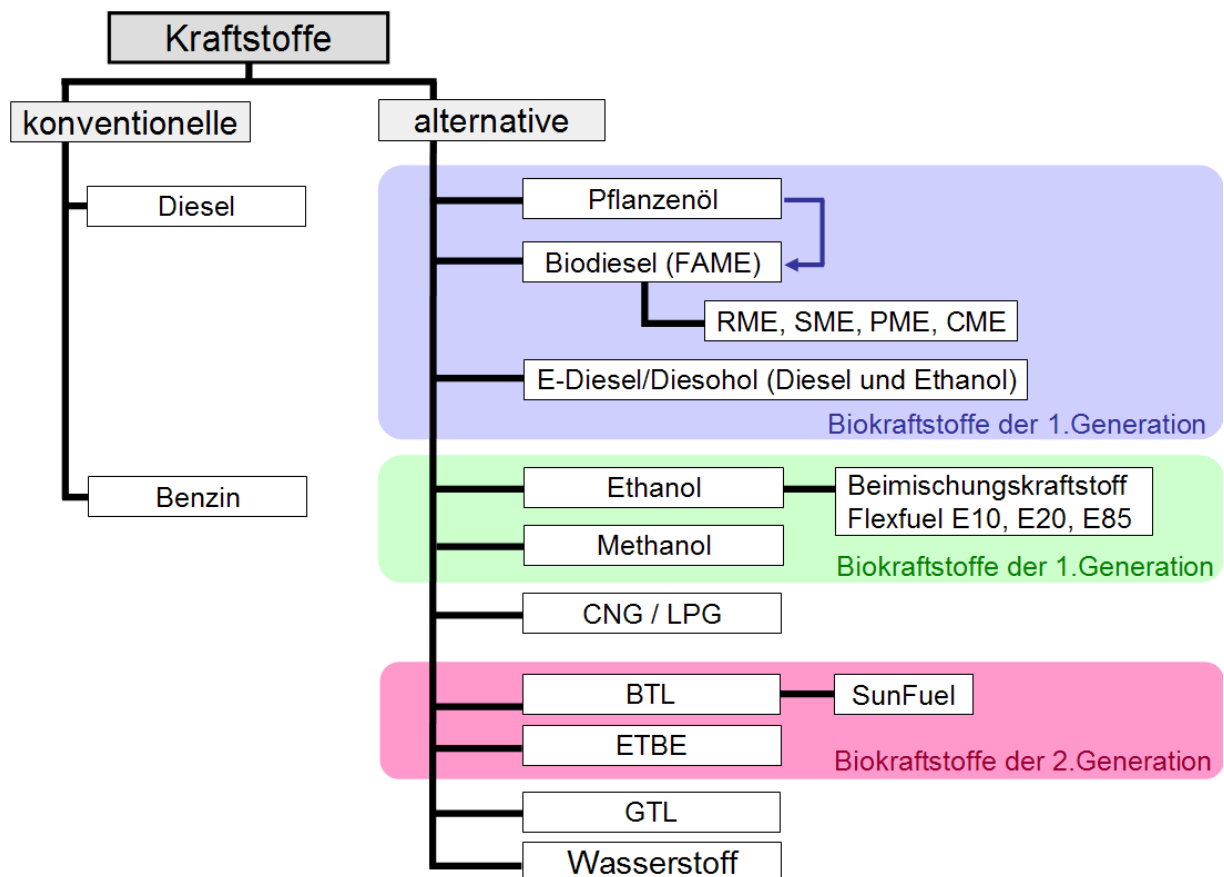 Kraftstoffe
konventionelle
alternative
Diesel
Benzin
Pflanzenöl
Biodiesel (FAME)
RME, SME, PME, CME
E-Diesel/Diesohol (Diesel und Ethanol)
Biokraftstoffe der 1.Generation
Ethanol
Beimischungskraftstoff
Flexfuel E10, E20, E85
Methanol
Biokraftstoffe der 1.Generation
CNG / LPG
BTL
SunFuel
ETBE
Biokraftstoffe der 2.Generation
GTL
Wasserstoff